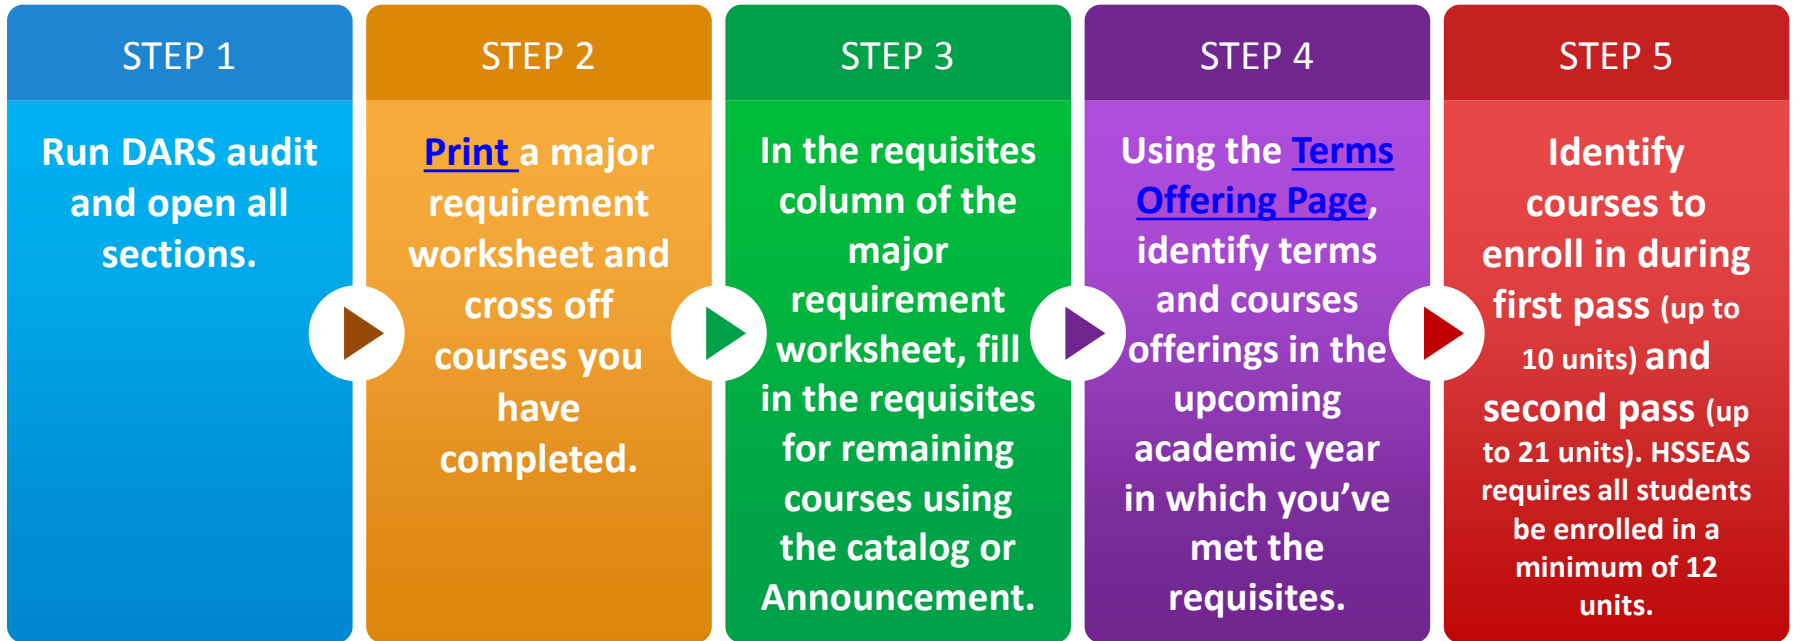 STEP 1
Run DARS audit
and open all
sections.
STEP 2
Print a major
requirement
worksheet and
cross off
courses you
have
completed.
STEP 3
In the requisites
column of the
major
requirement
worksheet, fill
in the requisites
for remaining
courses using
the catalog or
Announcement.
STEP 4
Using the Terms
Offering Page,
identify terms
and courses
offerings in the
upcoming
academic year
in which you’ve
met the
requisites.
STEP 5
Identify
courses to
enroll in during
first pass (up to
10 units) and
second pass (up
to 21 units). HSSEAS
requires all students
be enrolled in a
minimum of 12
units.